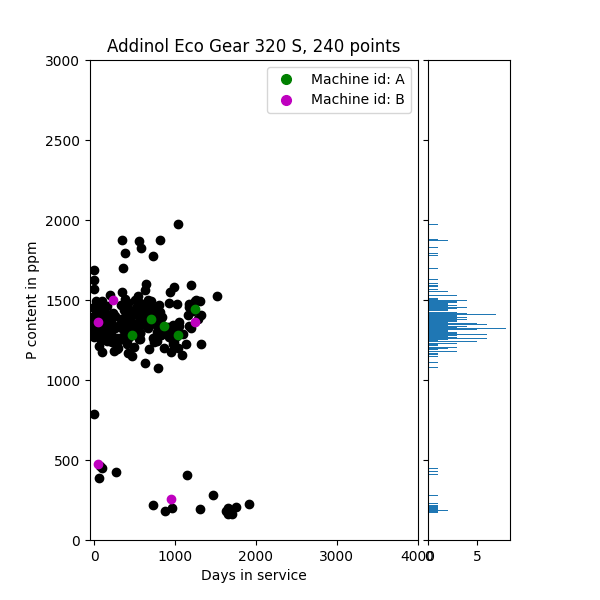 Addinol Eco Gear 320 S, 240 points
Machine id: A
Machine id: B
3000
2500
2000
1500
1000
500
0
P content in ppm
0
1000
2000
3000
4000
0
5
Days in service